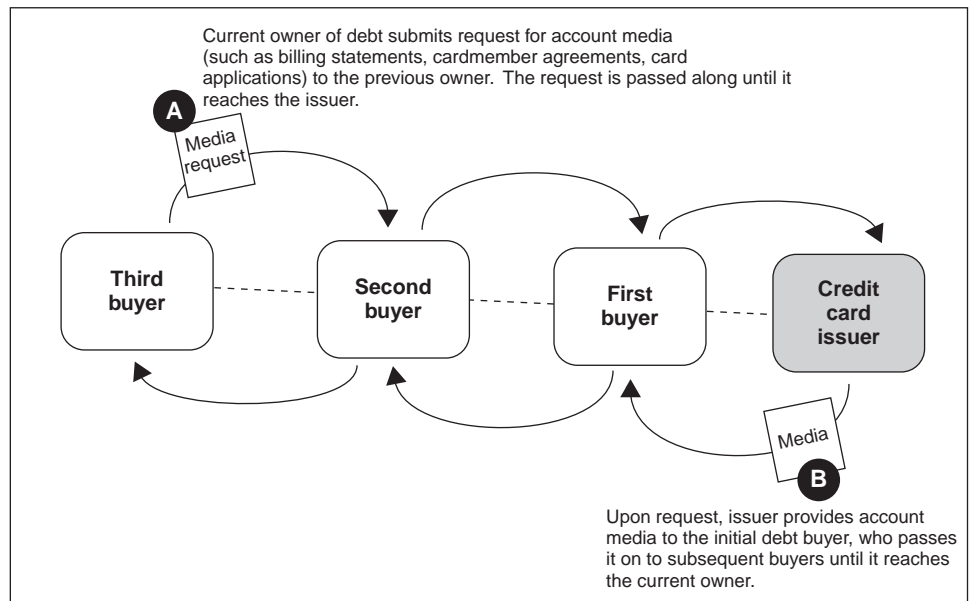 Current owner of debt submits request for account media
(such as billing statements, cardmember agreements, card
applications) to the previous owner. The request is passed along until it
reaches the issuer.
A
Media
request
Third
buyer
Second
buyer
First
buyer
Credit
card
issuer
Media
B
Upon request, issuer provides account
media to the initial debt buyer, who passes
it on to subsequent buyers until it reaches
the current owner.